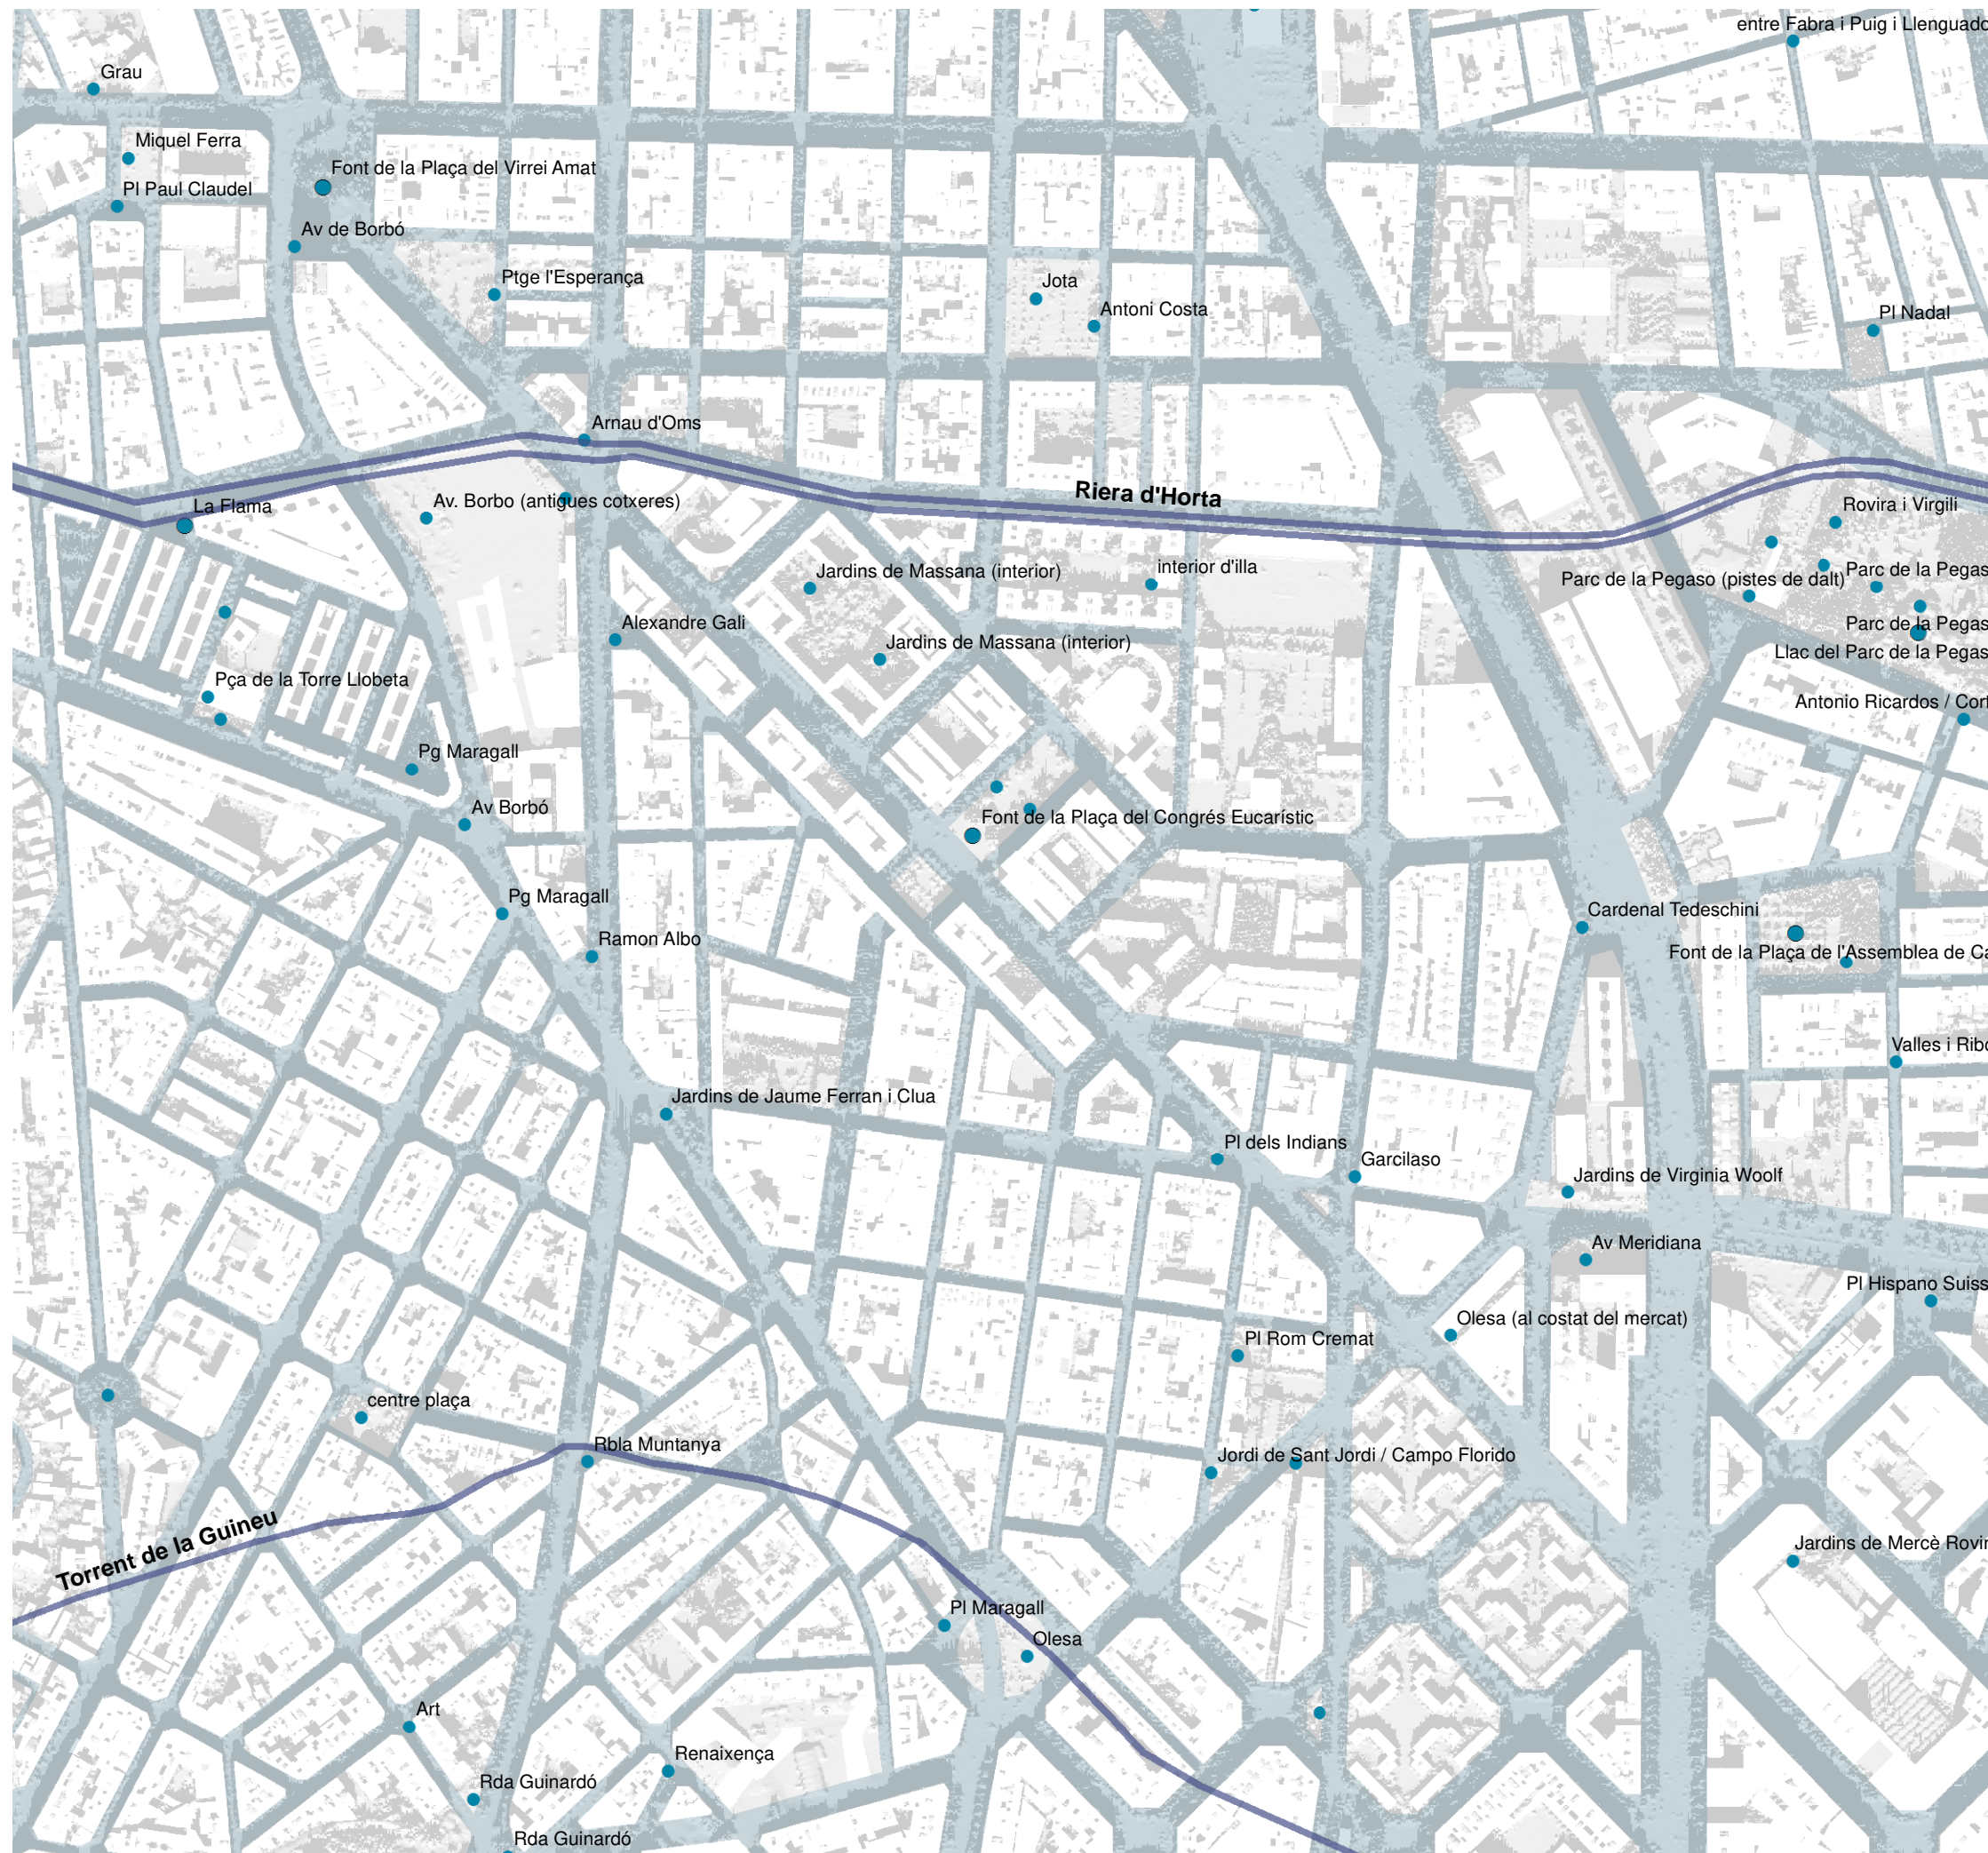 entre Fabra i Puig i Llenguado
Grau
Miquel Ferra
Font de la Plaça del Virrei Amat
Pl Paul Claudel
Av de Borbó
Ptge l'Esperança
Jota
Antoni Costa
Pl Nadal
Arnau d'Oms
Riera d'Horta
La Flama
Av. Borbo (antigues cotxeres)
Rovira i Virgili
Jardins de Massana (interior)
interior d'illa
Parc de la Pegaso (pistes de dalt)
Parc de la Pegas
Alexandre Gali
Parc de la Pegas
Jardins de Massana (interior)
Llac del Parc de la Pegas
Pça de la Torre Llobeta
Antonio Ricardos / Cort
Pg Maragall
Av Borbó
Font de la Plaça del Congrés Eucarístic
Pg Maragall
Cardenal Tedeschini
Ramon Albo
Font de la Plaça de l'Assemblea de Ca
Valles i Ribo
Jardins de Jaume Ferran i Clua
Pl dels Indians
Garcilaso
Jardins de Virginia Woolf
Av Meridiana
Pl Hispano Suiss
Olesa (al costat del mercat)
Pl Rom Cremat
centre plaça
Rbla Muntanya
Jordi de Sant Jordi / Campo Florido
Torrent de la Guineu
Jardins de Mercè Rovir
Pl Maragall
Olesa
Art
Renaixença
Rda Guinardó
Rda Guinardó